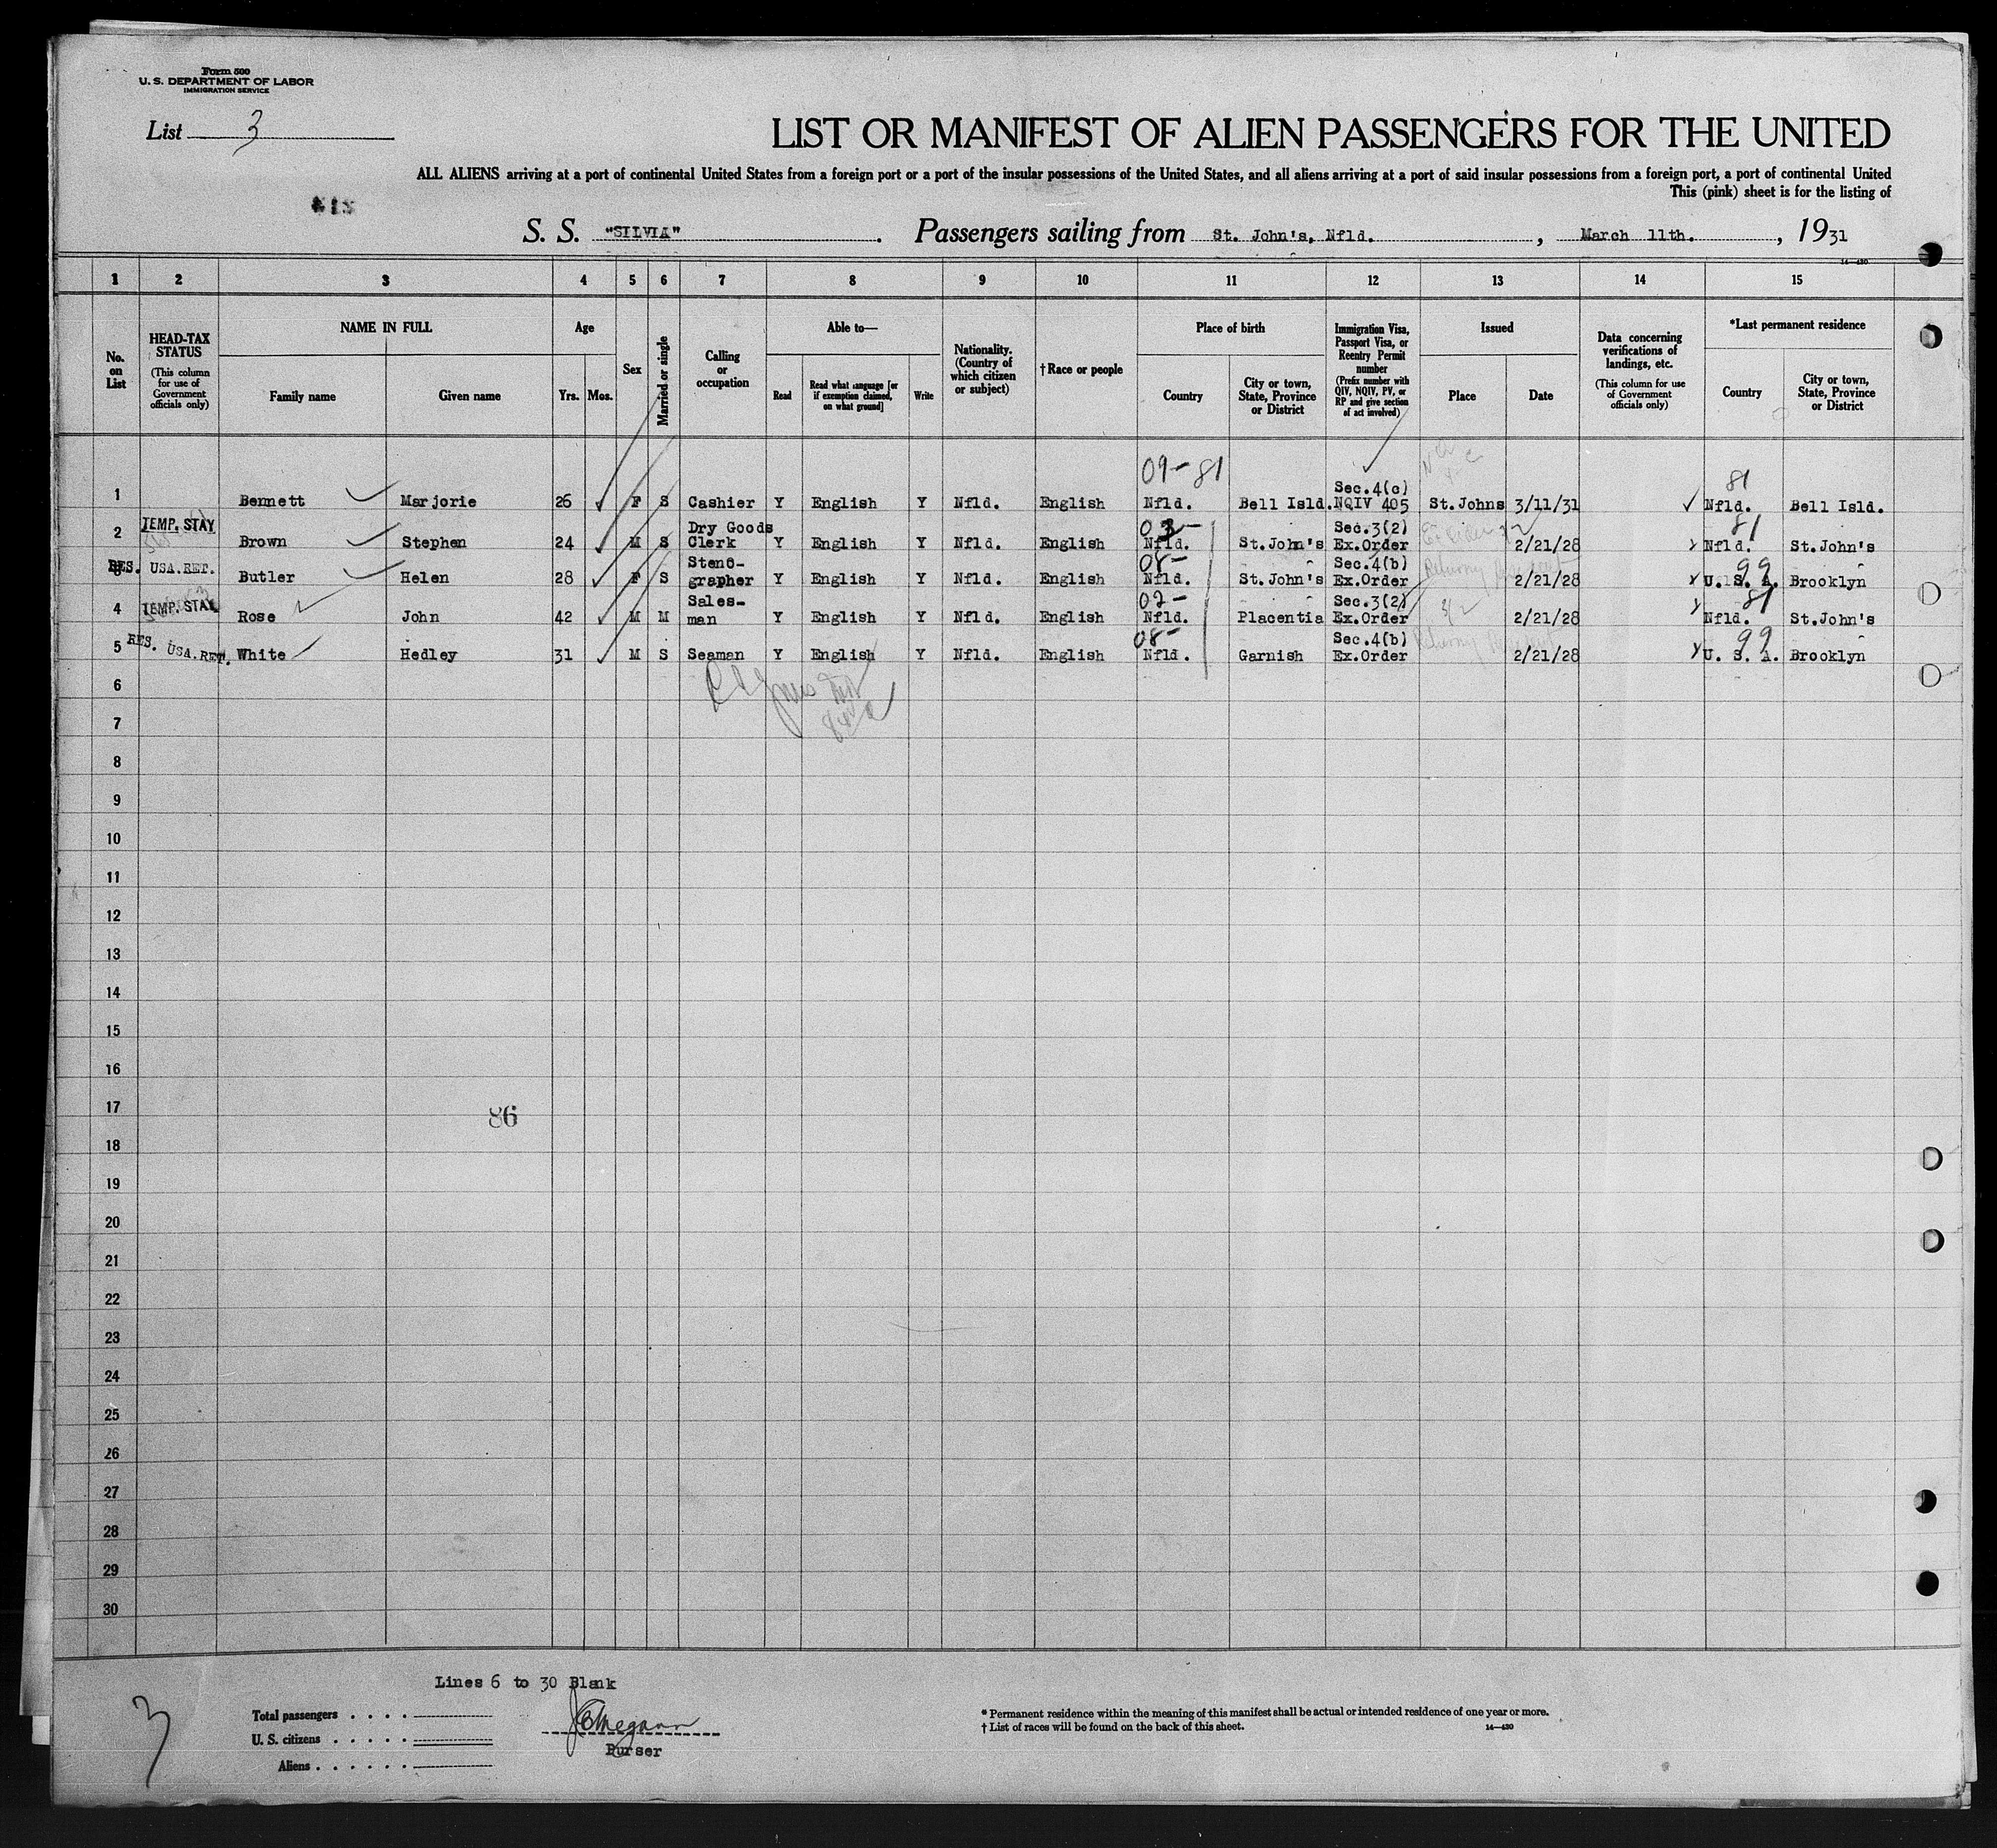 Form 500
U. S. DEPARTMENT OF LABOR
IMMIGRATION SERVICE
List 3
LIST OR MANIFEST OF ALIEN PASSENGERS FOR THE UNITED
ALL ALIENS arriving at a port of continental United States from a foreign port or a port of the insular possessions of the United States, and all aliens arriving at a port of said insular possessions from a foreign port, a port of continental United
This (pink) sheet is for the listing of
S. S. "SILVIA". Passengers sailing from St. John's, Nfld., March 11th., 1931
14—430
1 2 3 4 5 6 7 8 9 10 11 12 13 14 15
No. on List
HEAD-TAX STATUS (This column for use of Government officials only)
NAME IN FULL
Family name Given name
Age
Yrs. Mos.
Sex
Married or single
Calling or occupation
Able to—
Read Read what language [or if exemption claimed, on what ground] Write
Nationality. (Country of which citizen or subject)
†Race or people
Place of birth
Country City or town, State, Province or District
Immigration Visa, Passport Visa, or Reentry Permit number (Prefix number with QIV, NQIV, PV, or RP and give section of act involved)
Issued
Place Date
Data concerning verifications of landings, etc. (This column for use of Government officials only)
*Last permanent residence
Country City or town, State, Province or District
09-81 81
Sec.4(c)
1 Bennett Marjorie 26 F S Cashier Y English Y Nfld. English Nfld. Bell Isld. NQIV 405 St.Johns 3/11/31 Nfld. Bell Isld.
TEMP. STAY Dry Goods 03- Sec.3(2) 81
2 Brown Stephen 24 M S Clerk Y English Y Nfld. English Nfld. St.John's Ex.Order 2/21/28 Nfld. St.John's
RES. USA.RET. Steno- 08- Sec.4(b) 99
3 Butler Helen 28 F S grapher Y English Y Nfld. English Nfld. St.John's Ex.Order 2/21/28 U. S. A. Brooklyn
TEMP. STAY Sales- 02- Sec.3(2) 81
4 Rose John 42 M M man Y English Y Nfld. English Nfld. Placentia Ex.Order 2/21/28 Nfld. St.John's
RES. USA.RET. 08- Sec.4(b) 99
5 White Hedley 31 M S Seaman Y English Y Nfld. English Nfld. Garnish Ex.Order 2/21/28 U. S. A. Brooklyn
6
7
8
9
10
11
12
13
14
15
16
17
86
18
19
20
21
22
23
24
25
26
27
28
29
30
Lines 6 to 30 Blank
3
Total passengers . . . .
U. S. citizens . . . . .
Aliens . . . . . .
Purser
* Permanent residence within the meaning of this manifest shall be actual or intended residence of one year or more.
† List of races will be found on the back of this sheet.
14—430